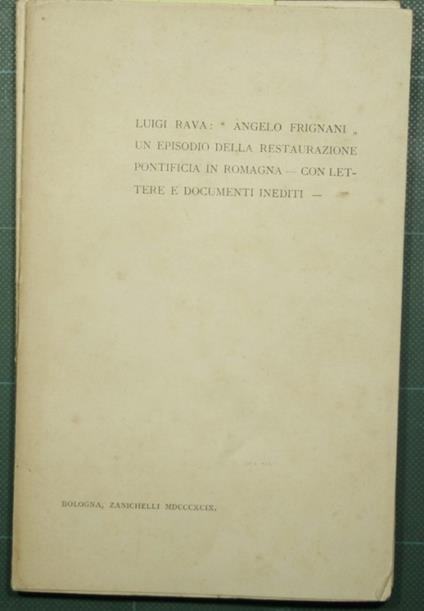 LUIGI RAVA: " ANGELO FRIGNANI „
UN EPISODIO DELLA RESTAURAZIONE
PONTIFICIA IN ROMAGNA — CON LET-
TERE E DOCUMENTI INEDITI —
BOLOGNA, ZANICHELLI MDCCCXCIX.